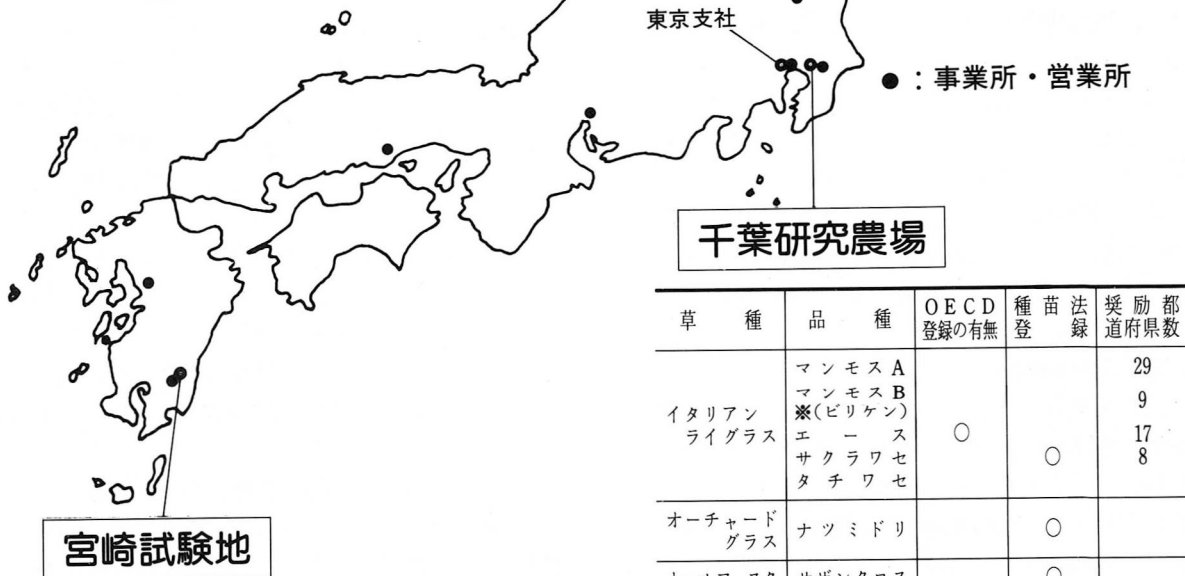 東京支社
●：事業所・営業所
千葉研究農場
宮崎試験地
草種 品種 OECD登録の有無 種苗法登録 奨励都道府県数
イタリアンライグラス
マンモスA 29
マンモスB 9
※(ビリケン)
エース ○ 17
サクラワセ ○ 8
タチワセ
オーチャードグラス ナツミドリ ○
○